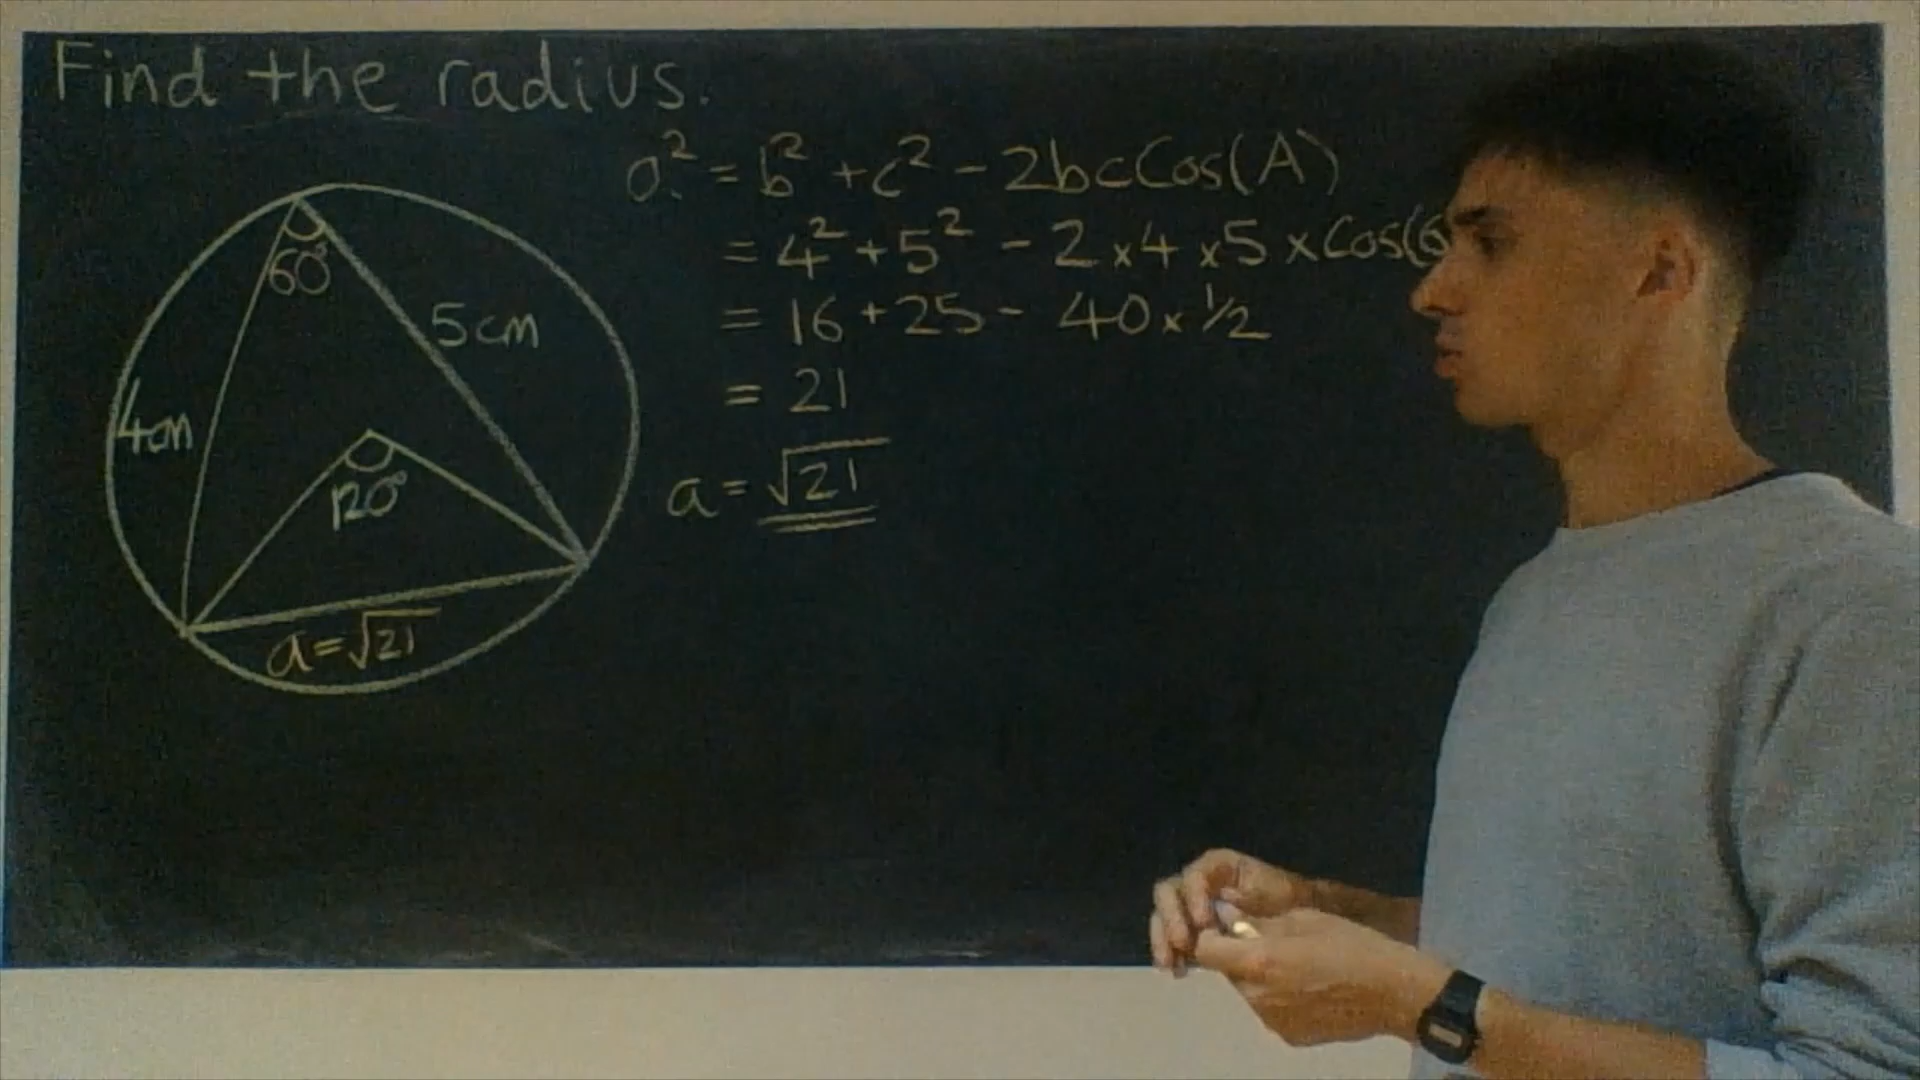 Find the radius.
a² = b² + c² - 2bcCos(A)
= 4² + 5² - 2 x 4 x 5 x Cos(6
= 16 + 25 - 40 x ½
= 21
a = √21
60°
5cm
4cm
120°
a = √21